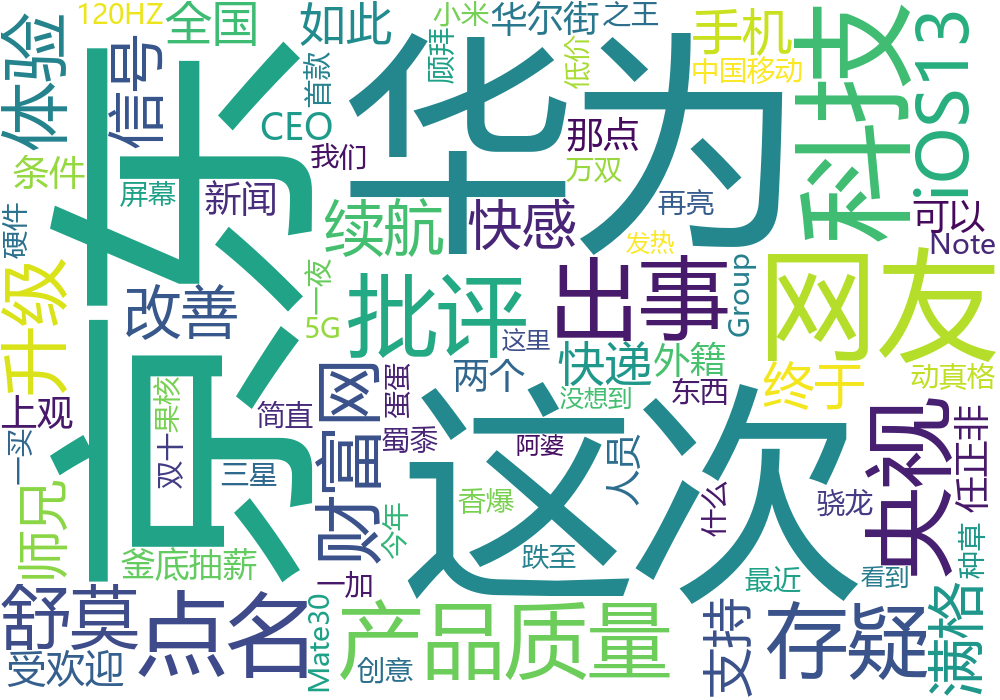 120HZ
全国
如此
小米
华尔街
之王
手机
科技
iOS13
体验
信号
京东
首款
顾拜
低价
华为
中国移动
CEO
那点
我们
万双
条件
屏幕
新闻
续航
快感
再亮
可以
Note
硬件
发热
升级
改善
一夜
5G
批评
出事
Group
网友
这里
快递
外籍
两个
终于
动真格
没想到
东西
上观
果核
简直
财富网
蛋蛋
蜀黍
这次
阿婆
人员
央视
任正非
一买
双十
三星
香爆
什么
骁龙
师兄
今年
釜底抽薪
跌至
最近
看到
种草
一加
舒莫
点名
Mate30
产品质量
支持
存疑
满格
受欢迎
创意